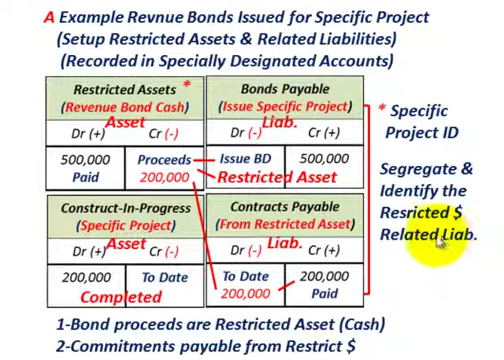 A Example Revnue Bonds Issued for Specific Project
(Setup Restricted Assets & Related Liabilities)
(Recorded in Specially Designated Accounts)
Restricted Assets *
(Revenue Bond Cash)
Asset
Dr (+) Cr (-)
500,000 Proceeds
Paid 200,000
Bonds Payable
(Issue Specific Project)
Liab.
Dr (-) Cr (+)
Issue BD 500,000
Restricted Asset
Construct-In-Progress
(Specific Project)
Asset
Dr (+) Cr (-)
200,000 To Date
Completed
Contracts Payable
(From Restricted Asset)
Liab.
Dr (-) Cr (+)
To Date 200,000
200,000 Paid
* Specific
Project ID
Segregate &
Identify the
Resricted $
Related Liab.
1-Bond proceeds are Restricted Asset (Cash)
2-Commitments payable from Restrict $